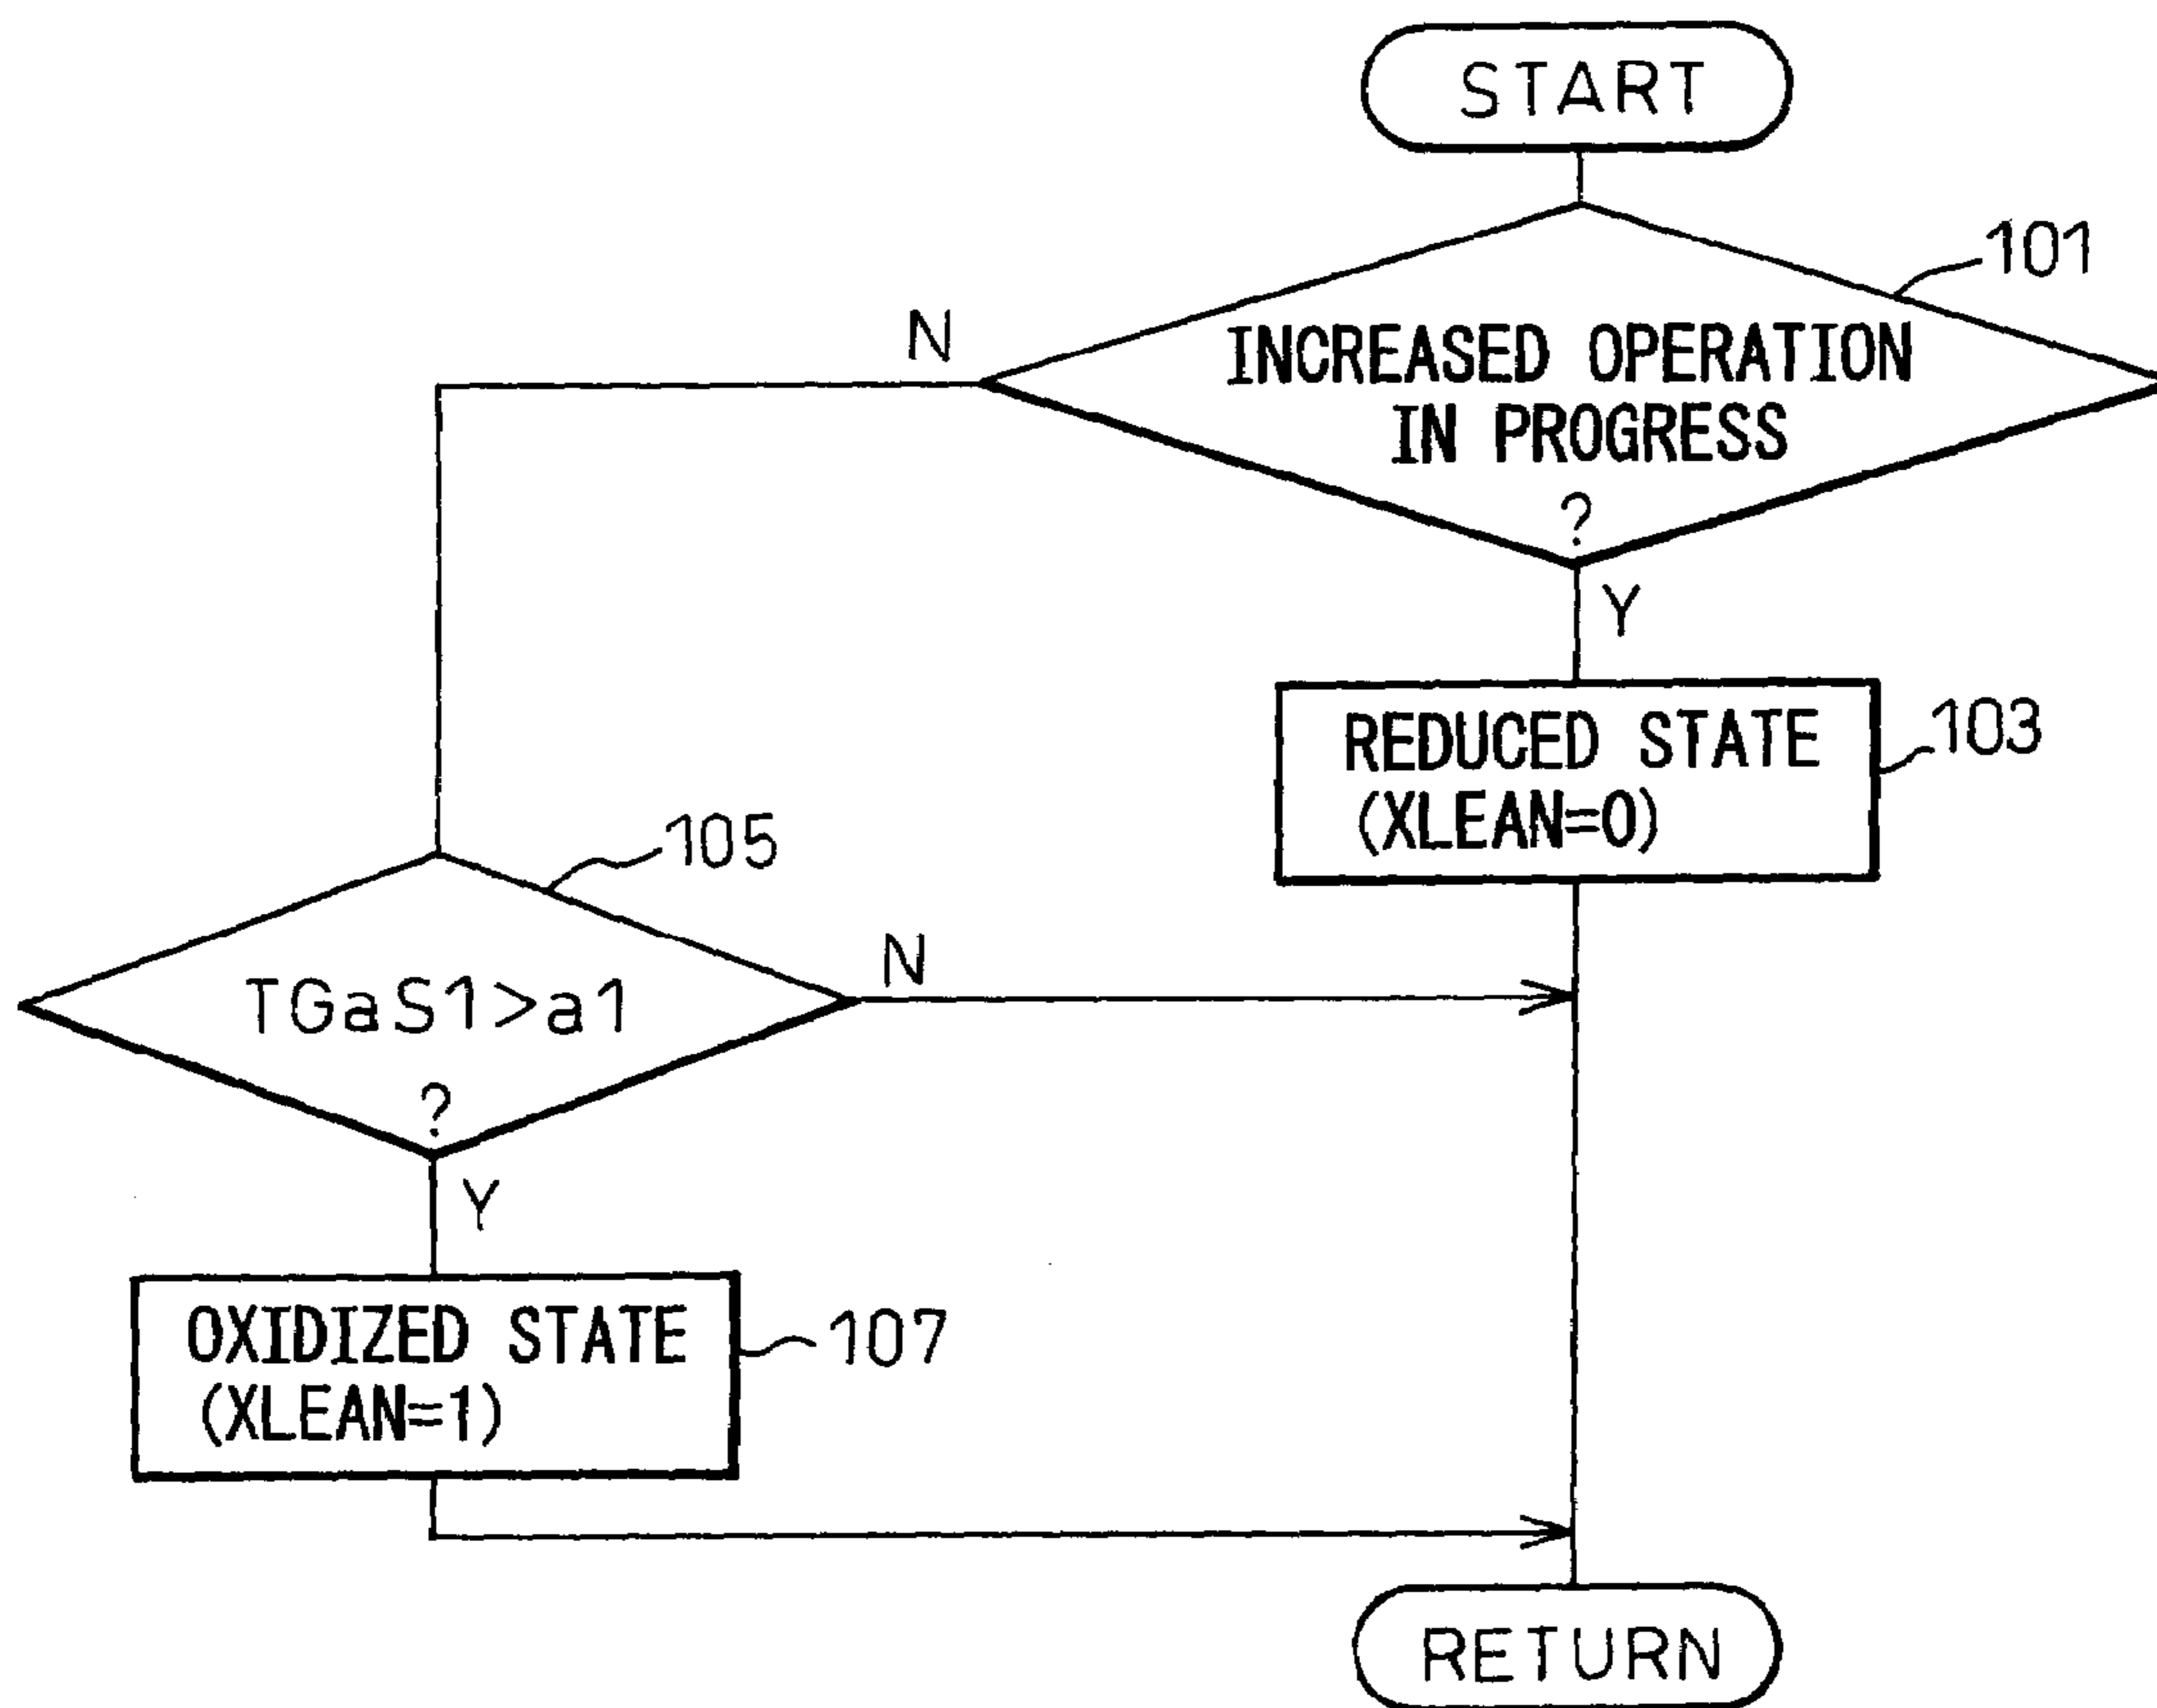 START
101
N
INCREASED OPERATION
IN PROGRESS
?
Y
REDUCED STATE
(XLEAN=0)
103
105
TGaS1>a1
?
N
Y
OXIDIZED STATE
(XLEAN=1)
107
RETURN